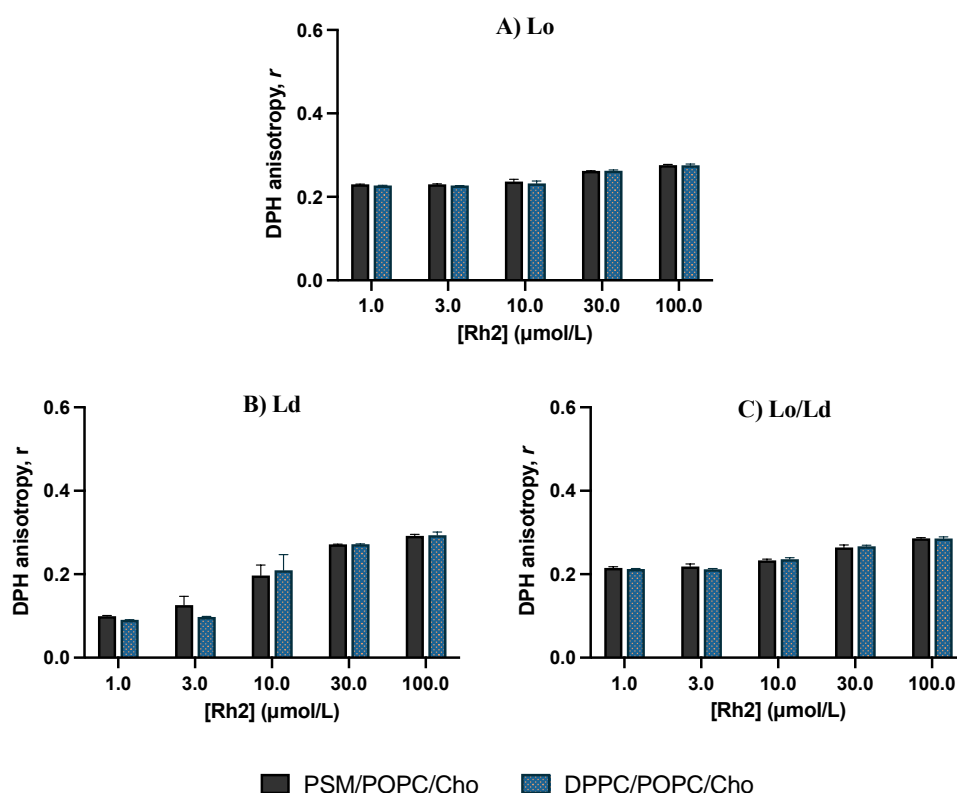 A) Lo
DPH anisotropy, r
0.6
0.4
0.2
0.0
1.0 3.0 10.0 30.0 100.0
[Rh2] (µmol/L)
B) Ld
DPH anisotropy, r
0.6
0.4
0.2
0.0
1.0 3.0 10.0 30.0 100.0
[Rh2] (µmol/L)
C) Lo/Ld
DPH anisotropy, r
0.6
0.4
0.2
0.0
1.0 3.0 10.0 30.0 100.0
[Rh2] (µmol/L)
PSM/POPC/Cho DPPC/POPC/Cho